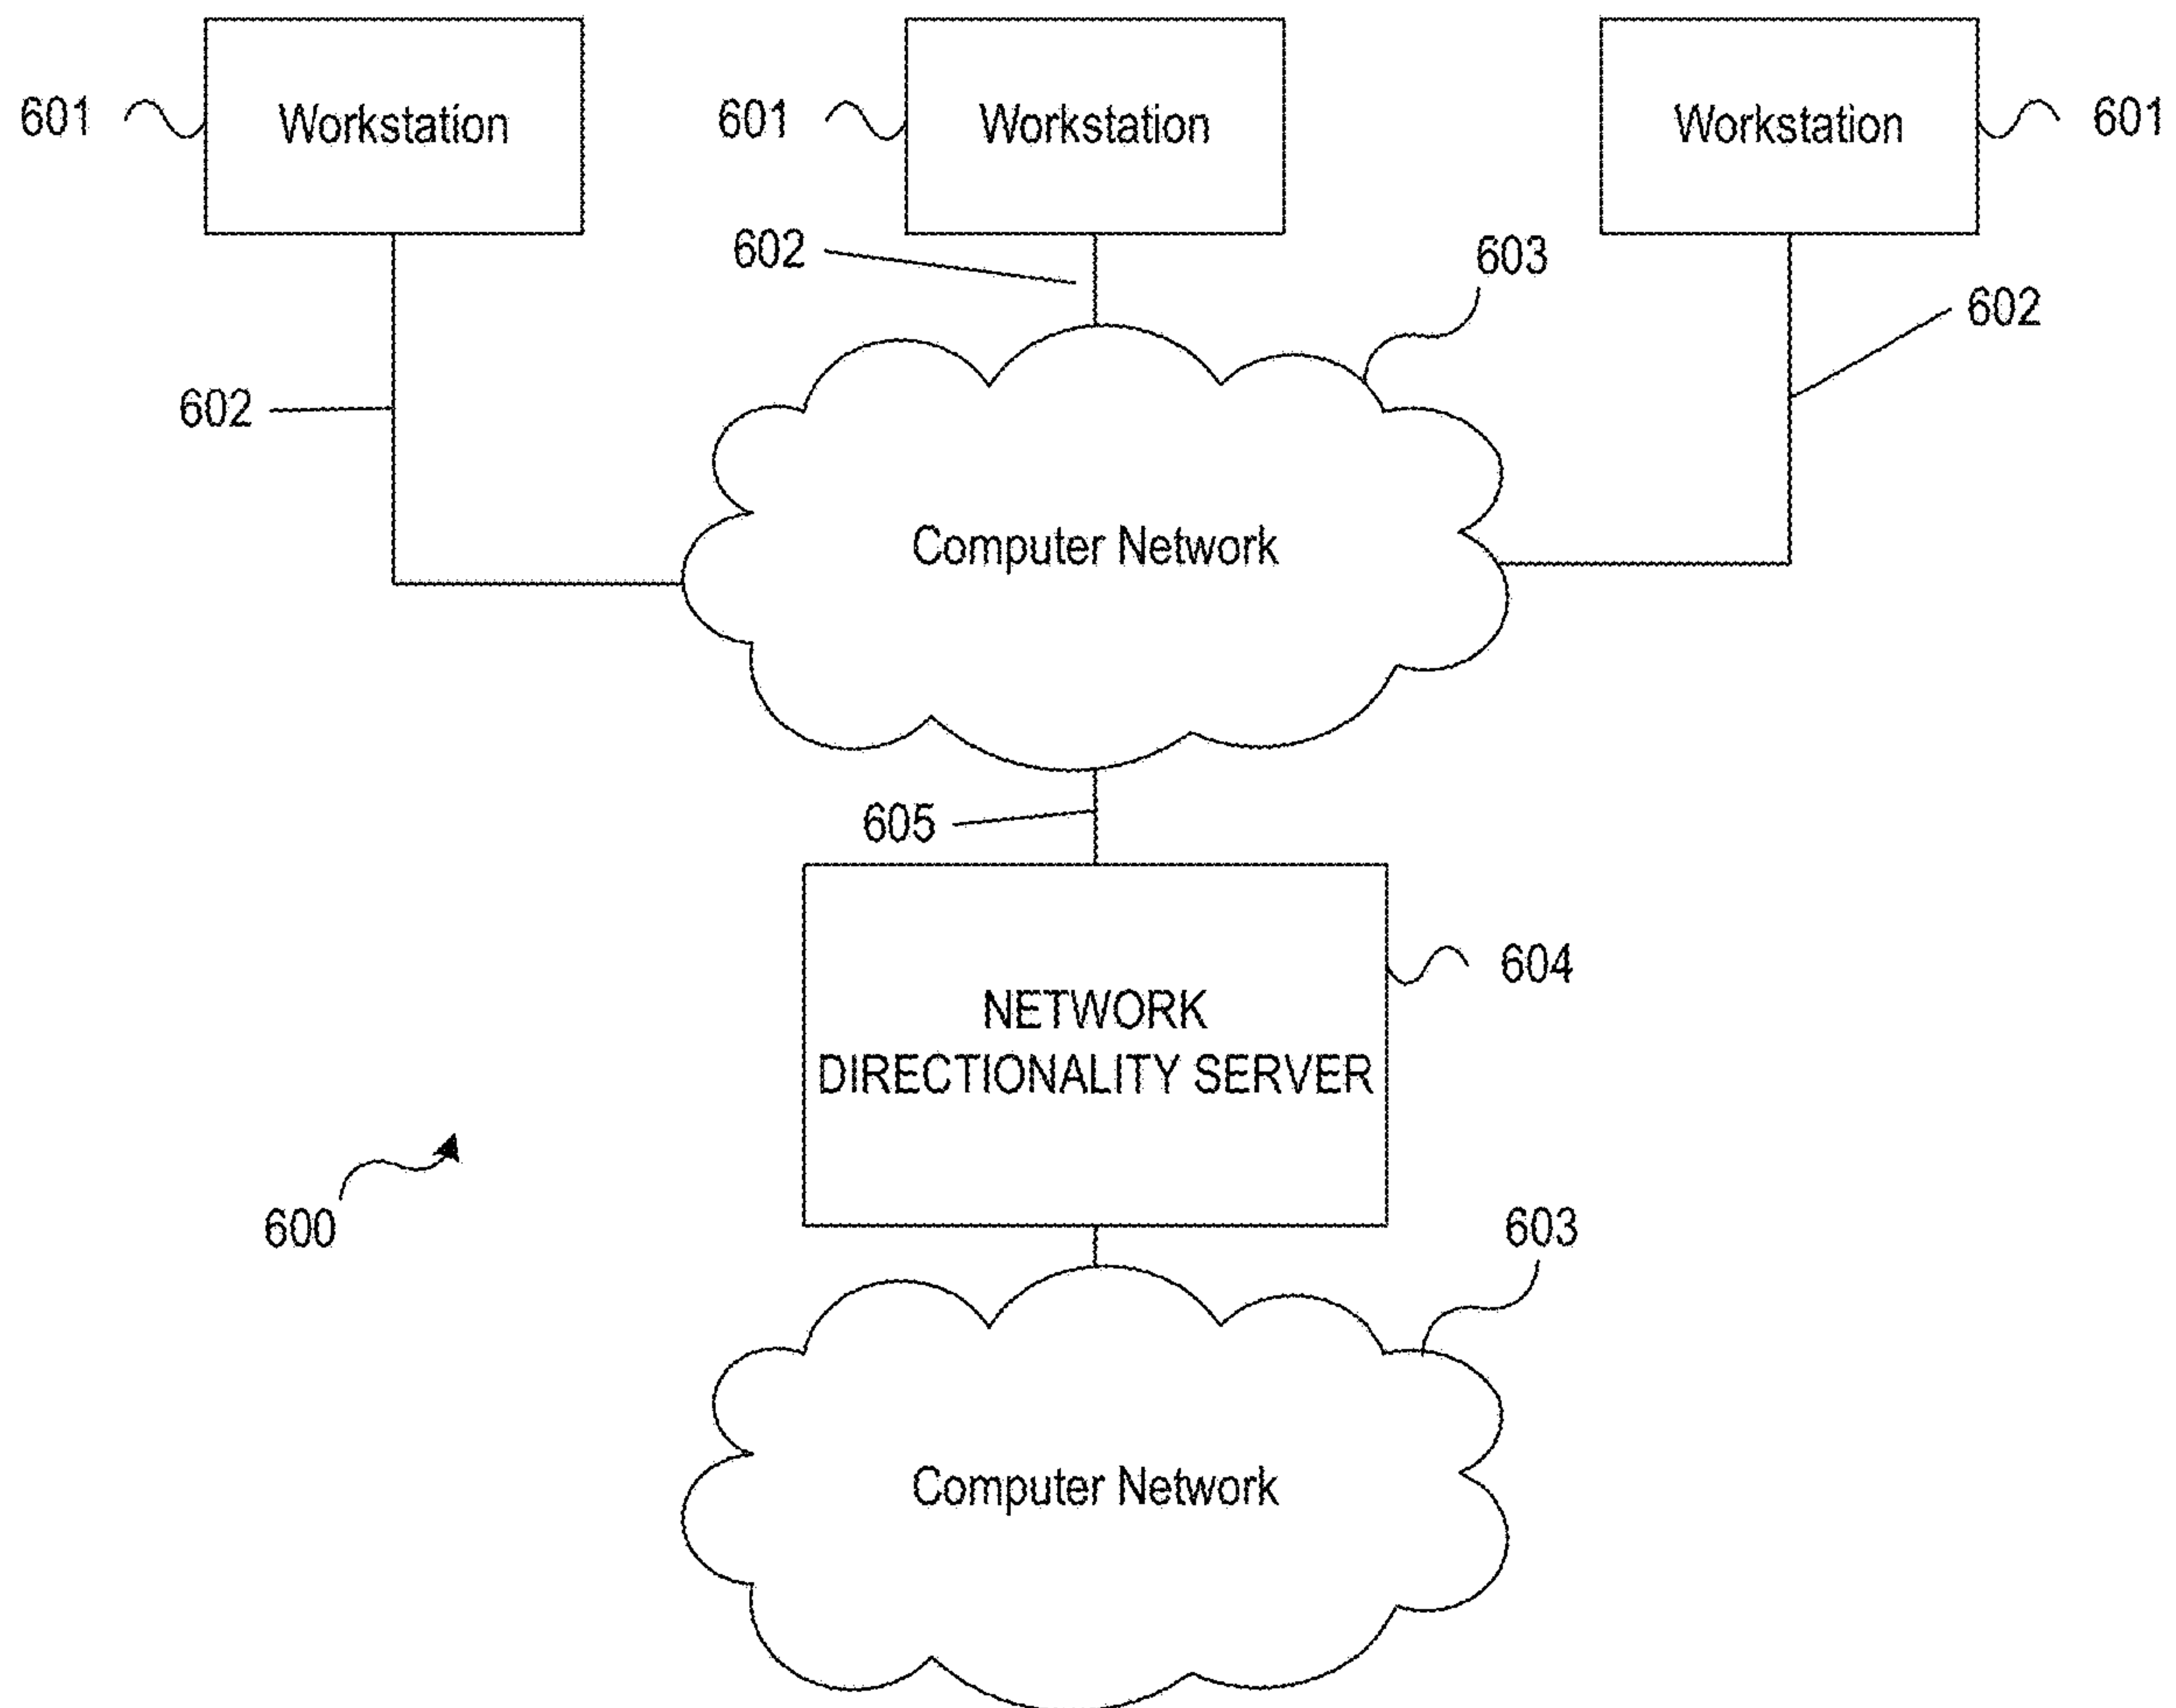 601
Workstation
601
Workstation
Workstation
601
602
603
602
602
Computer Network
605
604
NETWORK
DIRECTIONALITY SERVER
600
603
Computer Network